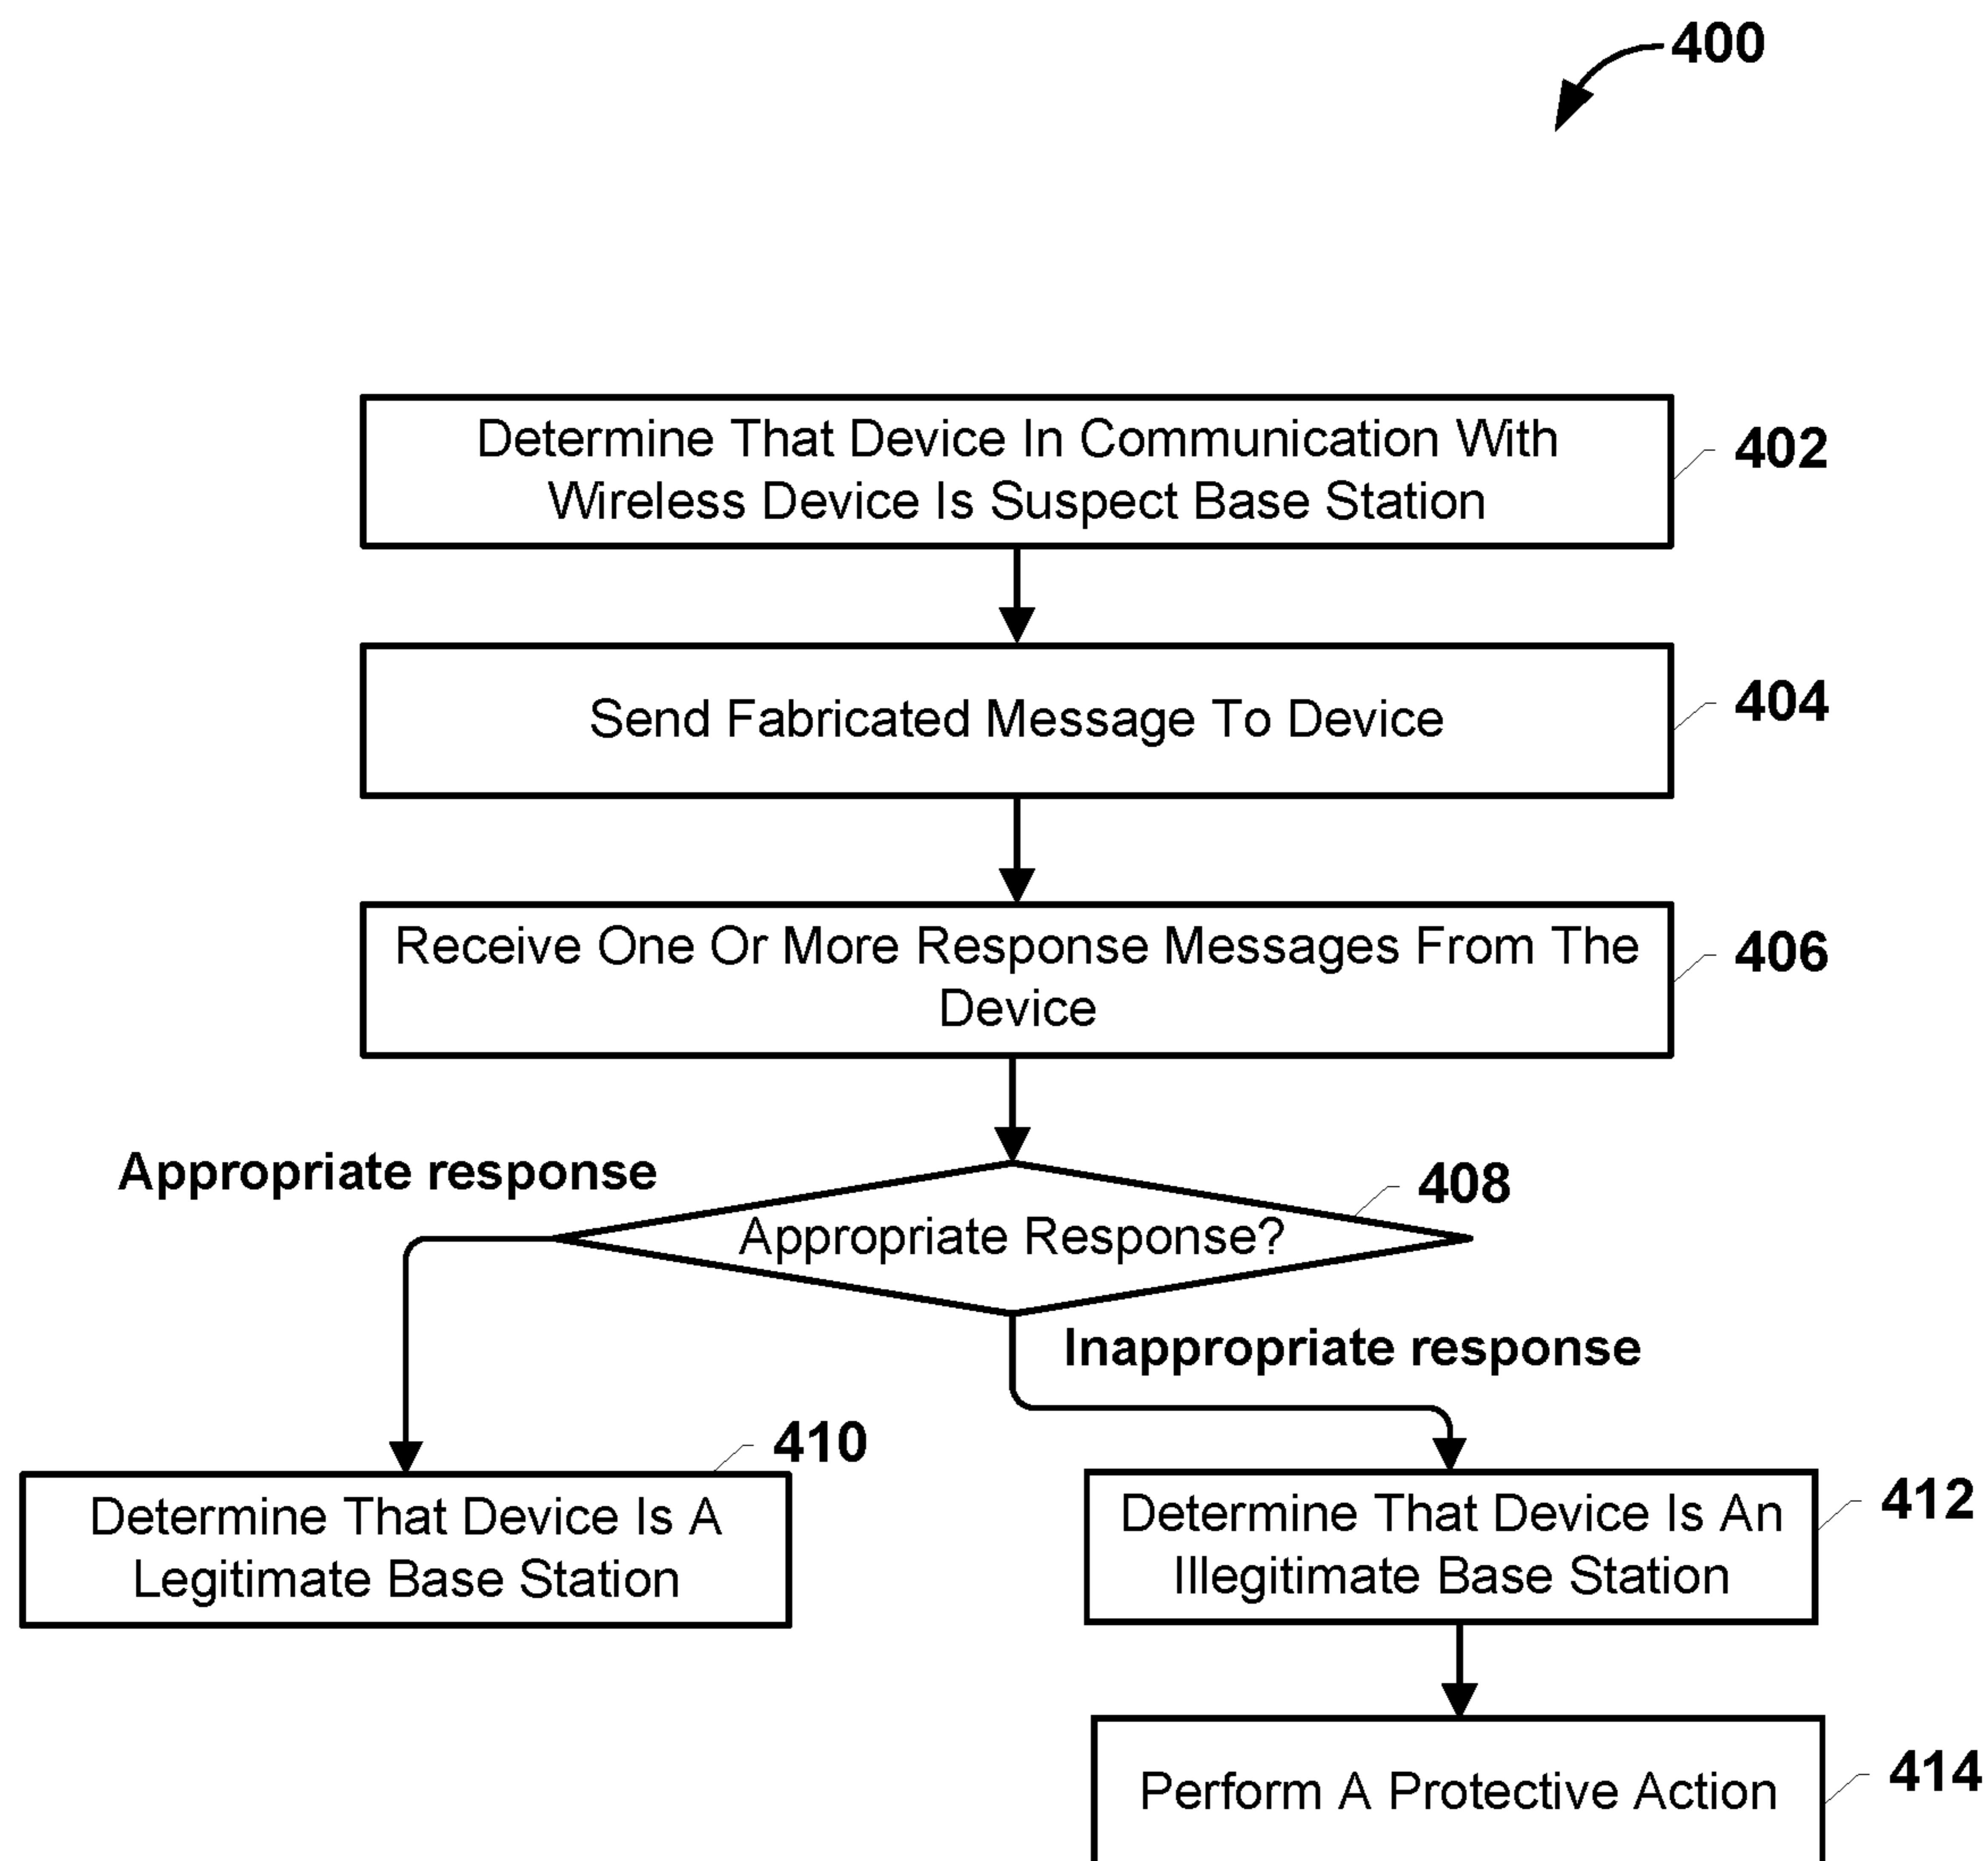 400
Determine That Device In Communication With
Wireless Device Is Suspect Base Station
402
Send Fabricated Message To Device
404
Receive One Or More Response Messages From The
Device
406
Appropriate response
408
Appropriate Response?
Inappropriate response
410
Determine That Device Is A
Legitimate Base Station
412
Determine That Device Is An
Illegitimate Base Station
Perform A Protective Action
414